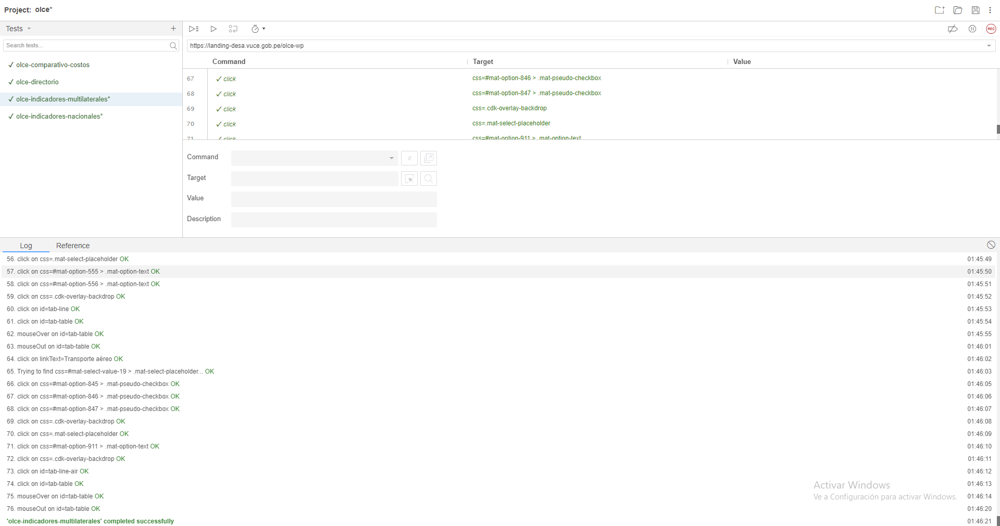 Project: olce*
Tests
Search tests...
✓ olce-comparativo-costos
✓ olce-directorio
✓ olce-indicadores-multilaterales*
✓ olce-indicadores-nacionales*
REC
https://landing-desa.vuce.gob.pe/olce-wp
Command Target Value
67 ✓ click css=#mat-option-846 > .mat-pseudo-checkbox
68 ✓ click css=#mat-option-847 > .mat-pseudo-checkbox
69 ✓ click css=.cdk-overlay-backdrop
70 ✓ click css=.mat-select-placeholder
71 ✓ click css=#mat-option-911 > .mat-option-text
Command //
Target
Value
Description
Log Reference
56. click on css=.mat-select-placeholder OK 01:45:49
57. click on css=#mat-option-555 > .mat-option-text OK 01:45:50
58. click on css=#mat-option-556 > .mat-option-text OK 01:45:51
59. click on css=.cdk-overlay-backdrop OK 01:45:52
60. click on id=tab-line OK 01:45:53
61. click on id=tab-table OK 01:45:54
62. mouseOver on id=tab-table OK 01:45:55
63. mouseOut on id=tab-table OK 01:46:01
64. click on linkText=Transporte aéreo OK 01:46:02
65. Trying to find css=#mat-select-value-19 > .mat-select-placeholder... OK 01:46:03
66. click on css=#mat-option-845 > .mat-pseudo-checkbox OK 01:46:05
67. click on css=#mat-option-846 > .mat-pseudo-checkbox OK 01:46:06
68. click on css=#mat-option-847 > .mat-pseudo-checkbox OK 01:46:07
69. click on css=.cdk-overlay-backdrop OK 01:46:08
70. click on css=.mat-select-placeholder OK 01:46:09
71. click on css=#mat-option-911 > .mat-option-text OK 01:46:10
72. click on css=.cdk-overlay-backdrop OK 01:46:11
73. click on id=tab-line-air OK 01:46:12
74. click on id=tab-table OK 01:46:13
75. mouseOver on id=tab-table OK 01:46:14
76. mouseOut on id=tab-table OK 01:46:20
'olce-indicadores-multilaterales' completed successfully 01:46:21
Activar Windows
Ve a Configuración para activar Windows.